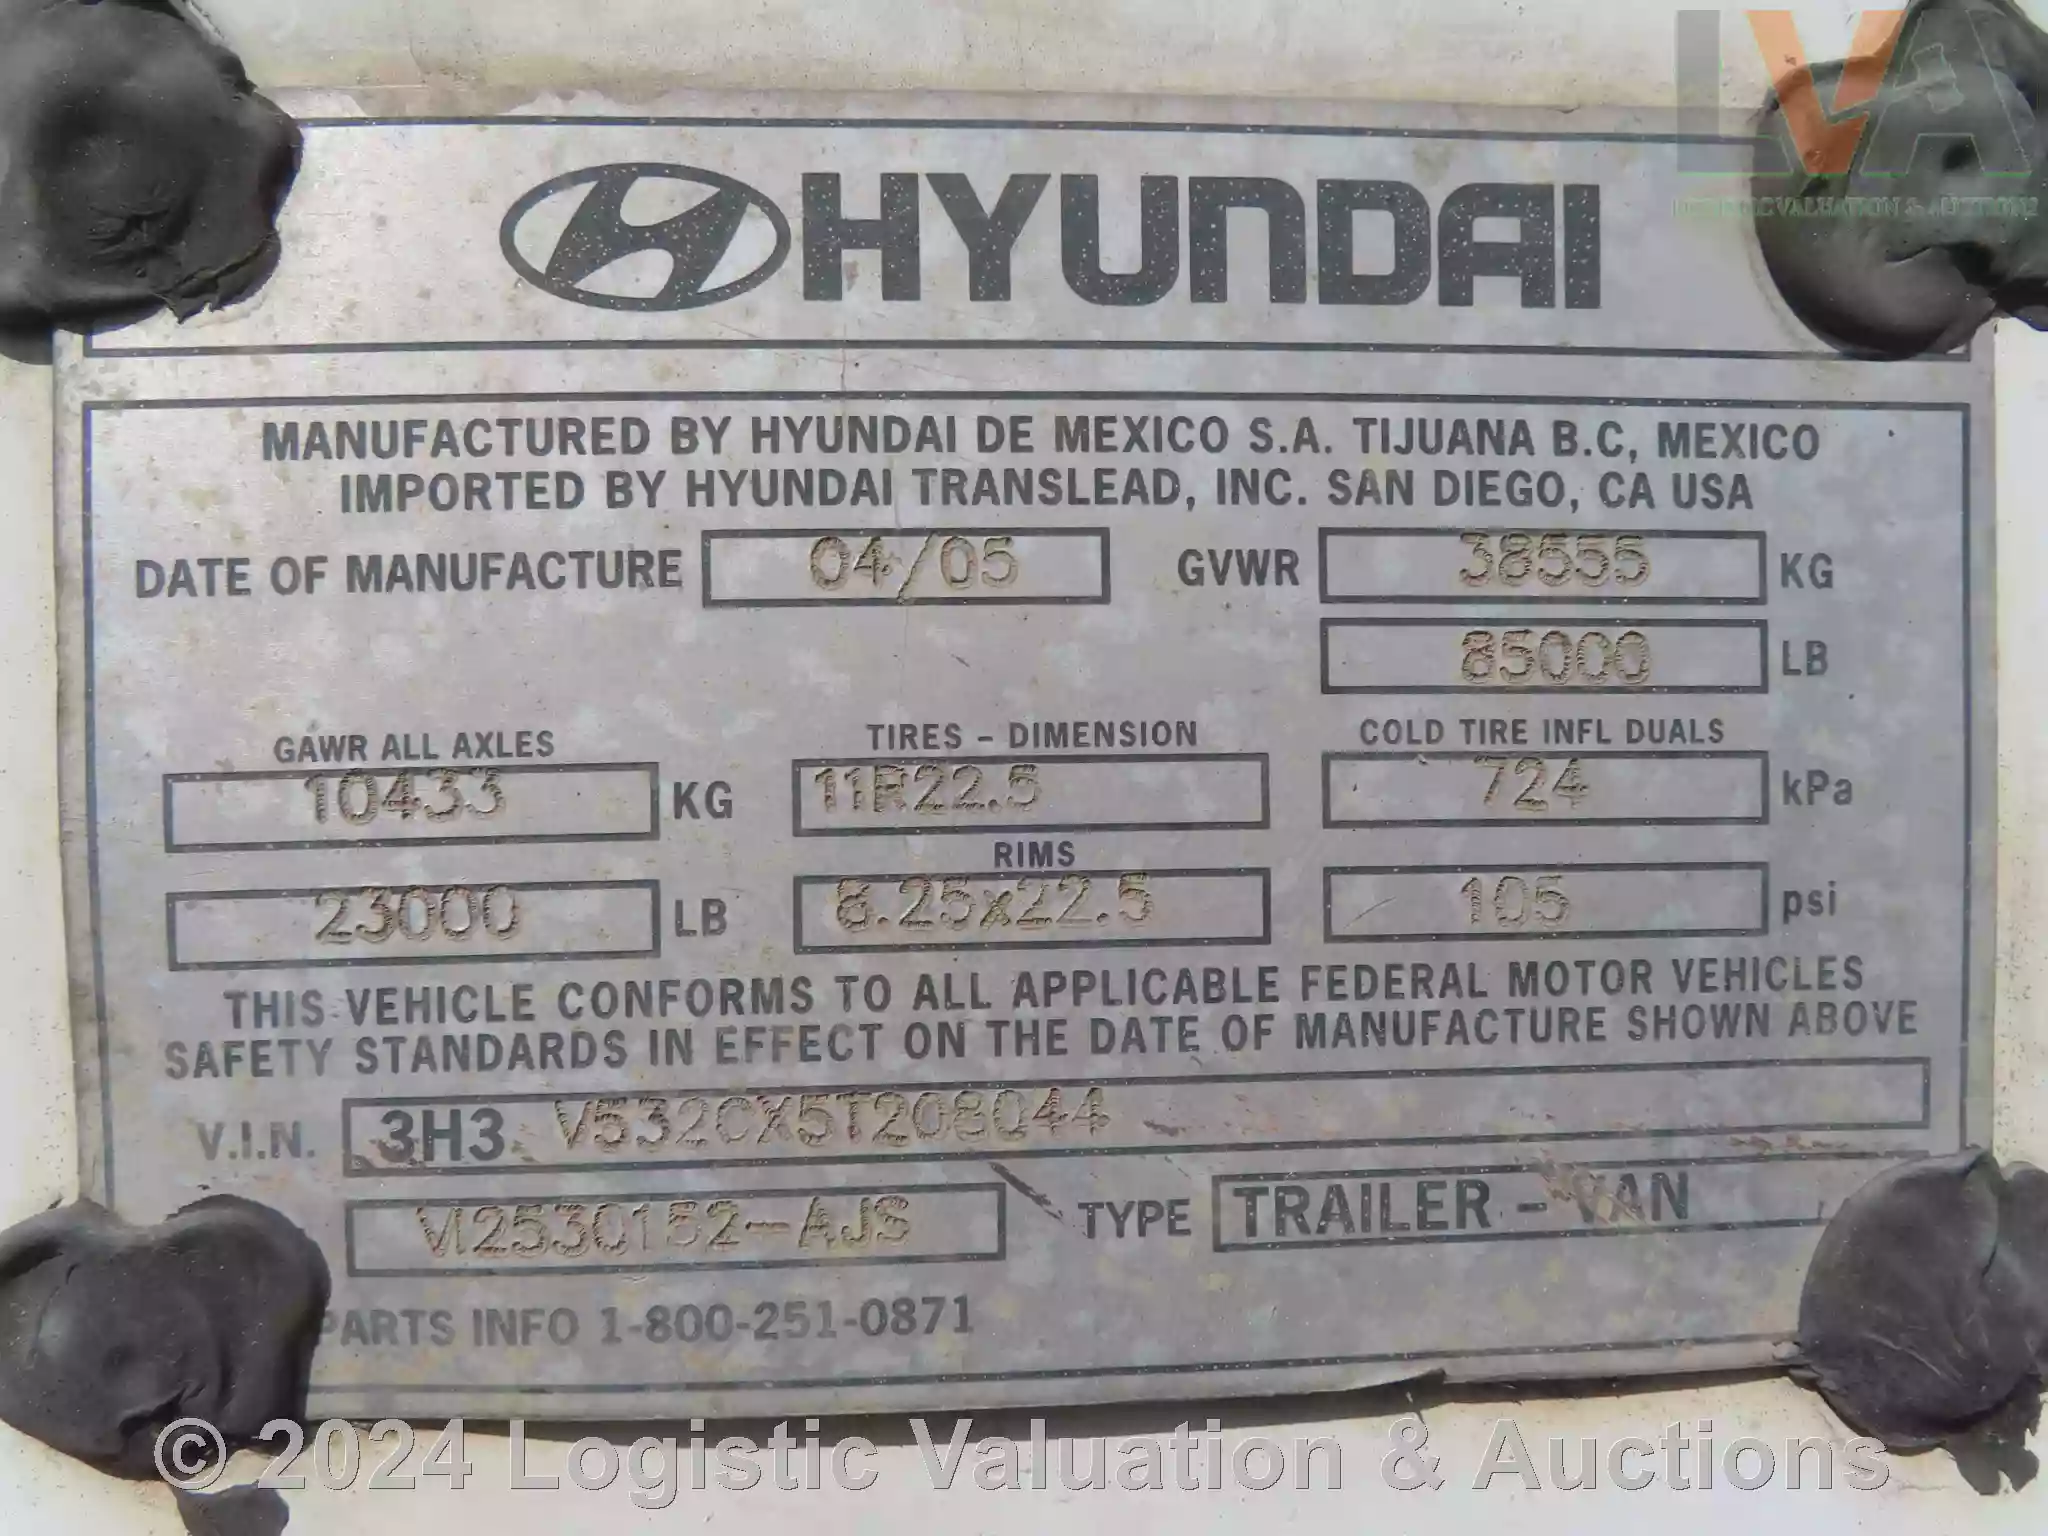 LVA
LOGISTIC VALUATION & AUCTIONS
HYUNDAI
MANUFACTURED BY HYUNDAI DE MEXICO S.A. TIJUANA B.C, MEXICO
IMPORTED BY HYUNDAI TRANSLEAD, INC. SAN DIEGO, CA USA
DATE OF MANUFACTURE 04/05 GVWR 38555 KG
85000 LB
GAWR ALL AXLES TIRES - DIMENSION COLD TIRE INFL DUALS
10433 KG 11R22.5 724 kPa
RIMS
23000 LB 8.25x22.5 105 psi
THIS VEHICLE CONFORMS TO ALL APPLICABLE FEDERAL MOTOR VEHICLES
SAFETY STANDARDS IN EFFECT ON THE DATE OF MANUFACTURE SHOWN ABOVE
V.I.N. 3H3 V532CX5T208044
VI2530152-AJS TYPE TRAILER - VAN
PARTS INFO 1-800-251-0871
© 2024 Logistic Valuation & Auctions